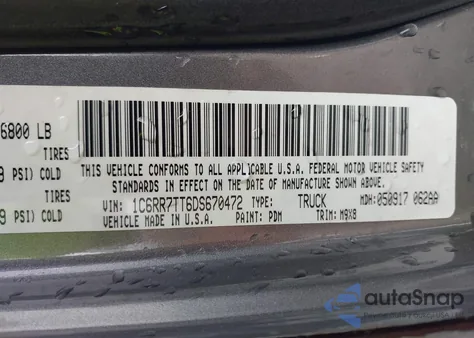 6800 LB
TIRES
PSI) COLD
TIRES
9 PSI) COLD
THIS VEHICLE CONFORMS TO ALL APPLICABLE U.S.A. FEDERAL MOTOR VEHICLE SAFETY
STANDARDS IN EFFECT ON THE DATE OF MANUFACTURE SHOWN ABOVE.
VIN: 1C6RR7TT6DS670472 TYPE: TRUCK MDH: 050917 062AA
VEHICLE MADE IN U.S.A. PAINT: PDM TRIM: M9X8
autoSnap